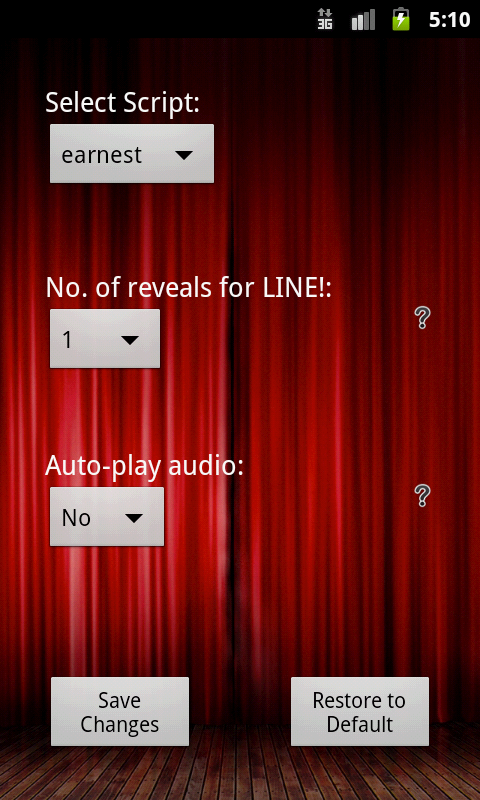 3G 5:10
Select Script:
earnest
No. of reveals for LINE!:
1
?
Auto-play audio:
No
?
Save
Changes
Restore to
Default